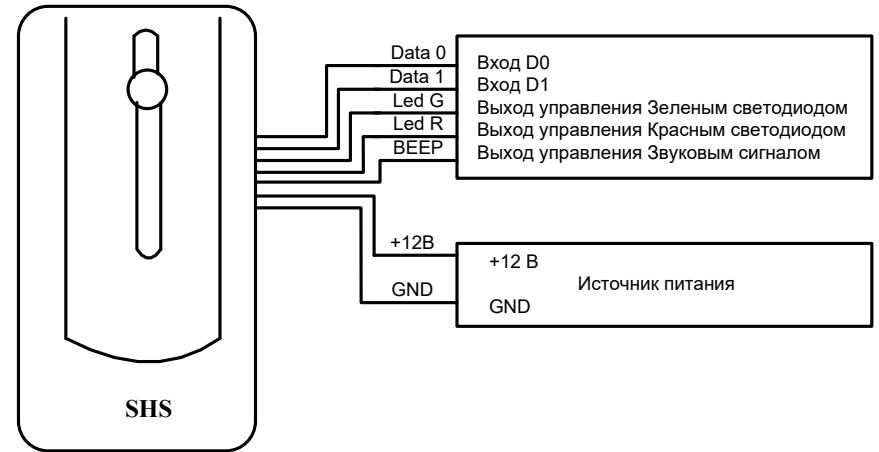 Data 0
Data 1
Led G
Led R
BEEP
Вход D0
Вход D1
Выход управления Зеленым светодиодом
Выход управления Красным светодиодом
Выход управления Звуковым сигналом
+12В
GND
+12 В
Источник питания
GND
SHS